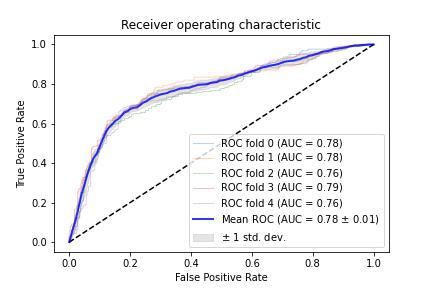 Receiver operating characteristic
True Positive Rate
1.0
0.8
0.6
0.4
0.2
0.0
ROC fold 0 (AUC = 0.78)
ROC fold 1 (AUC = 0.78)
ROC fold 2 (AUC = 0.76)
ROC fold 3 (AUC = 0.79)
ROC fold 4 (AUC = 0.76)
Mean ROC (AUC = 0.78 ± 0.01)
± 1 std. dev.
0.0 0.2 0.4 0.6 0.8 1.0
False Positive Rate